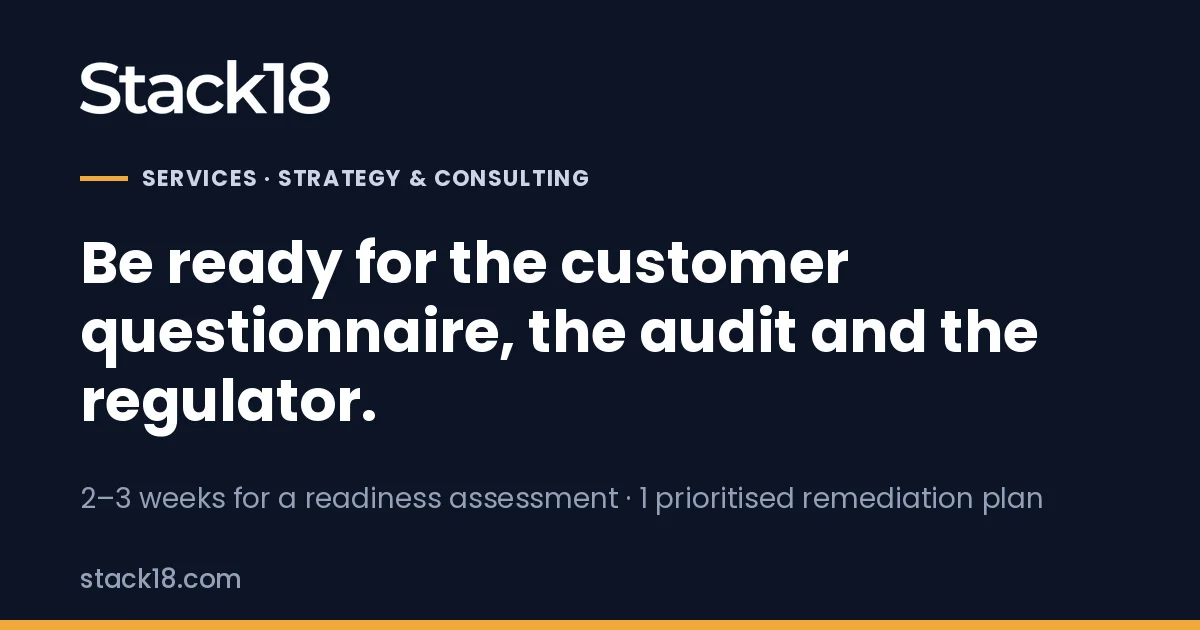 Stack18
SERVICES · STRATEGY & CONSULTING
Be ready for the customer
questionnaire, the audit and the
regulator.
2–3 weeks for a readiness assessment · 1 prioritised remediation plan
stack18.com